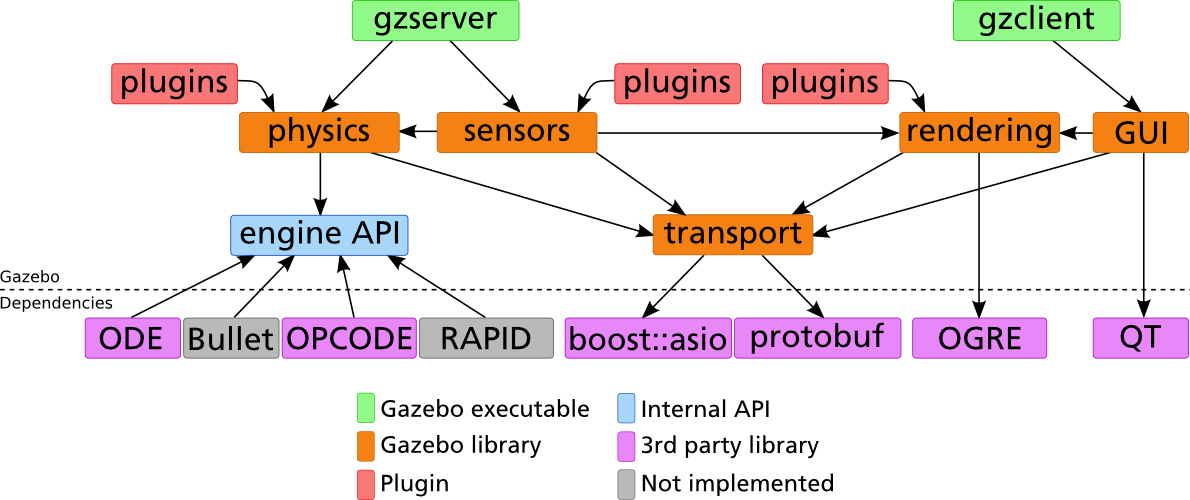 gzserver
gzclient
plugins
plugins
plugins
physics
sensors
rendering
GUI
engine API
transport
Gazebo
Dependencies
ODE
Bullet
OPCODE
RAPID
boost::asio
protobuf
OGRE
QT
Gazebo executable
Internal API
Gazebo library
3rd party library
Plugin
Not implemented